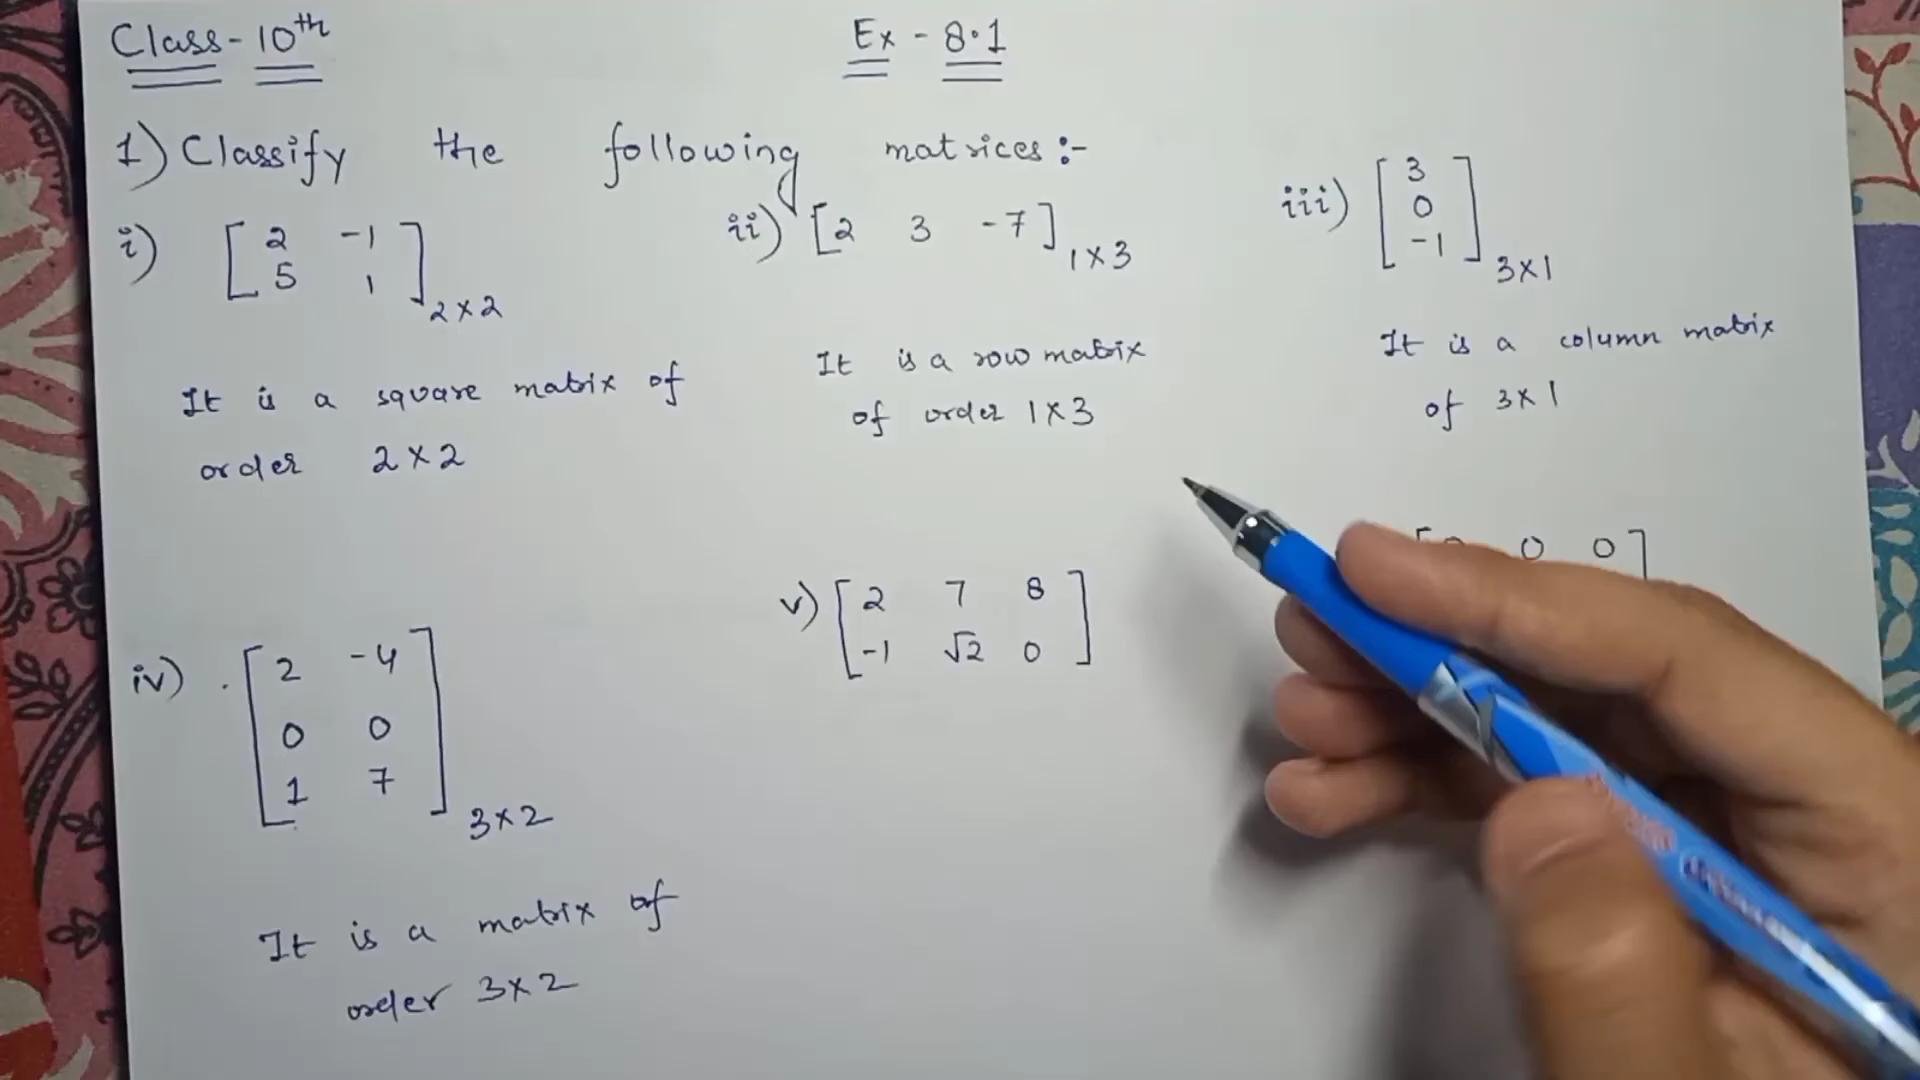 Class - 10th
Ex - 8.1
1) Classify the following matrices :-
i) [2 -1
5 1] 2×2
It is a square matrix of
order 2×2
ii) [2 3 -7] 1×3
It is a row matrix
of order 1×3
iii) [3
0
-1] 3×1
It is a column matrix
of 3×1
iv) . [2 -4
0 0
1 7] 3×2
It is a matrix of
order 3×2
v) [2 7 8
-1 √2 0]
0 0]